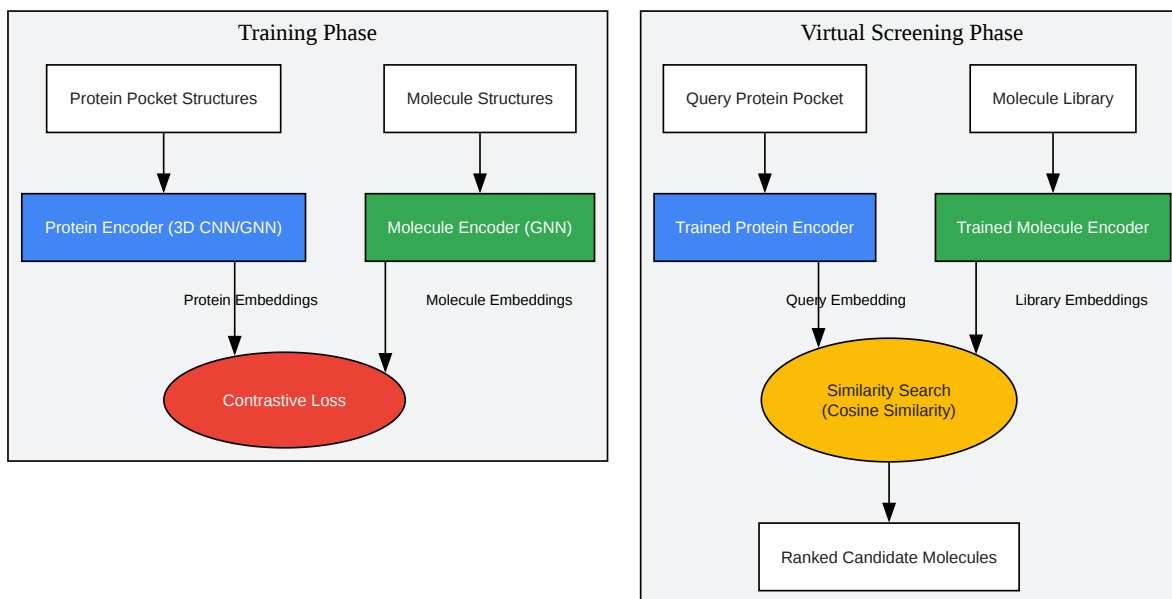 Training Phase
Protein Pocket Structures
Molecule Structures
Protein Encoder (3D CNN/GNN)
Molecule Encoder (GNN)
Protein Embeddings
Molecule Embeddings
Contrastive Loss
Virtual Screening Phase
Query Protein Pocket
Molecule Library
Trained Protein Encoder
Trained Molecule Encoder
Query Embedding
Library Embeddings
Similarity Search
(Cosine Similarity)
Ranked Candidate Molecules